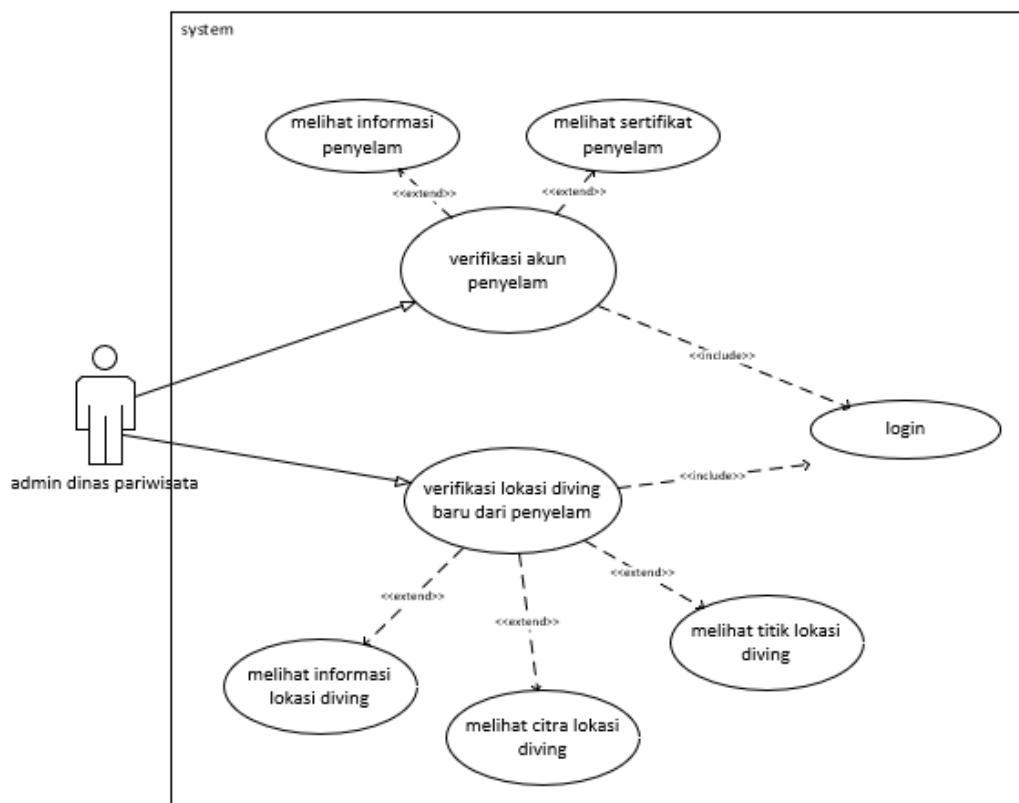 system
melihat informasi
penyelam
melihat sertifikat
penyelam
<<extend>>
<<extend>>
verifikasi akun
penyelam
<<include>>
login
admin dinas pariwisata
verifikasi lokasi diving
baru dari penyelam
<<include>>
<<extend>>
<<extend>>
<<extend>>
melihat titik lokasi
diving
melihat informasi
lokasi diving
melihat citra lokasi
diving